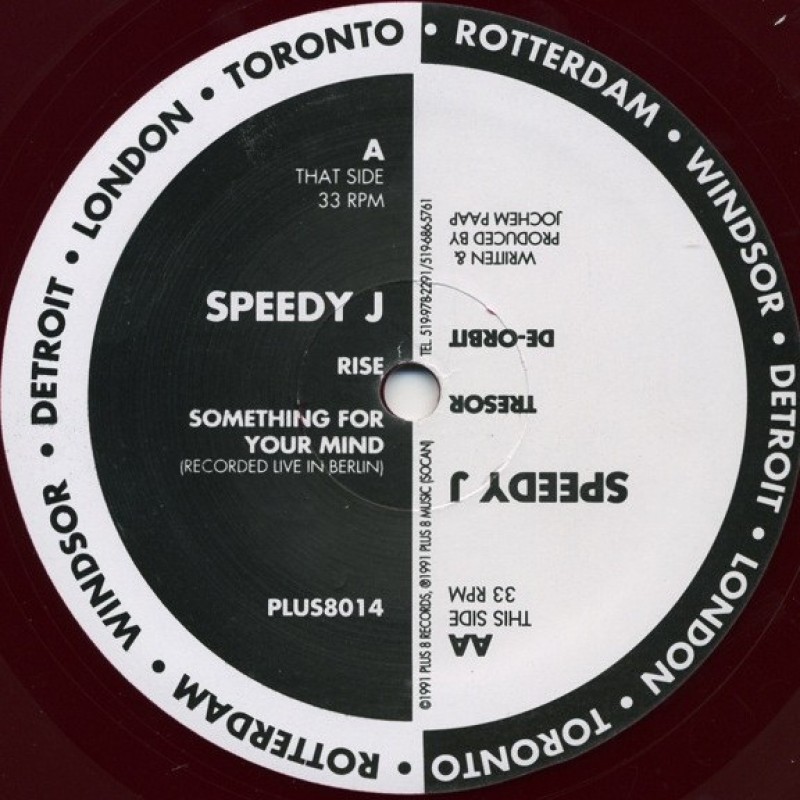 ROTTERDAM • WINDSOR • DETROIT • LONDON • TORONTO •
ROTTERDAM • WINDSOR • DETROIT • LONDON • TORONTO •
A
THAT SIDE
33 RPM
SPEEDY J
RISE
SOMETHING FOR
YOUR MIND
(RECORDED LIVE IN BERLIN)
PLUS8014
©1991 PLUS 8 RECORDS, ℗1991 PLUS 8 MUSIC (SOCAN) TEL. 519-978-2291/519-686-5761
AA
THIS SIDE
33 RPM
SPEEDY J
TRESOR
DE-ORBIT
WRITTEN &
PRODUCED BY
JOCHEM PAAP